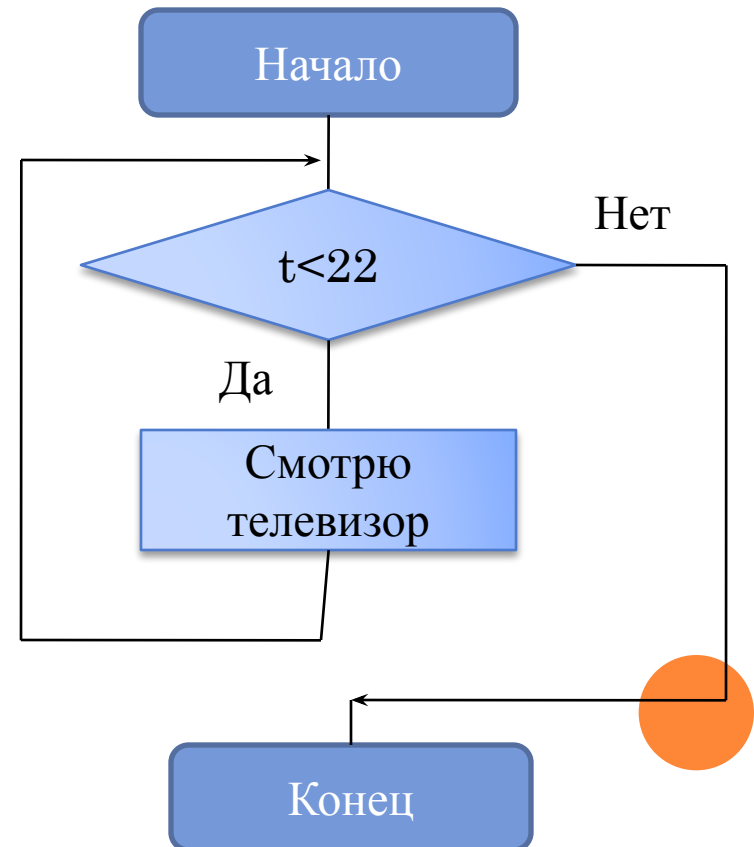 Начало
Нет
t<22
Да
Смотрю
телевизор
Конец